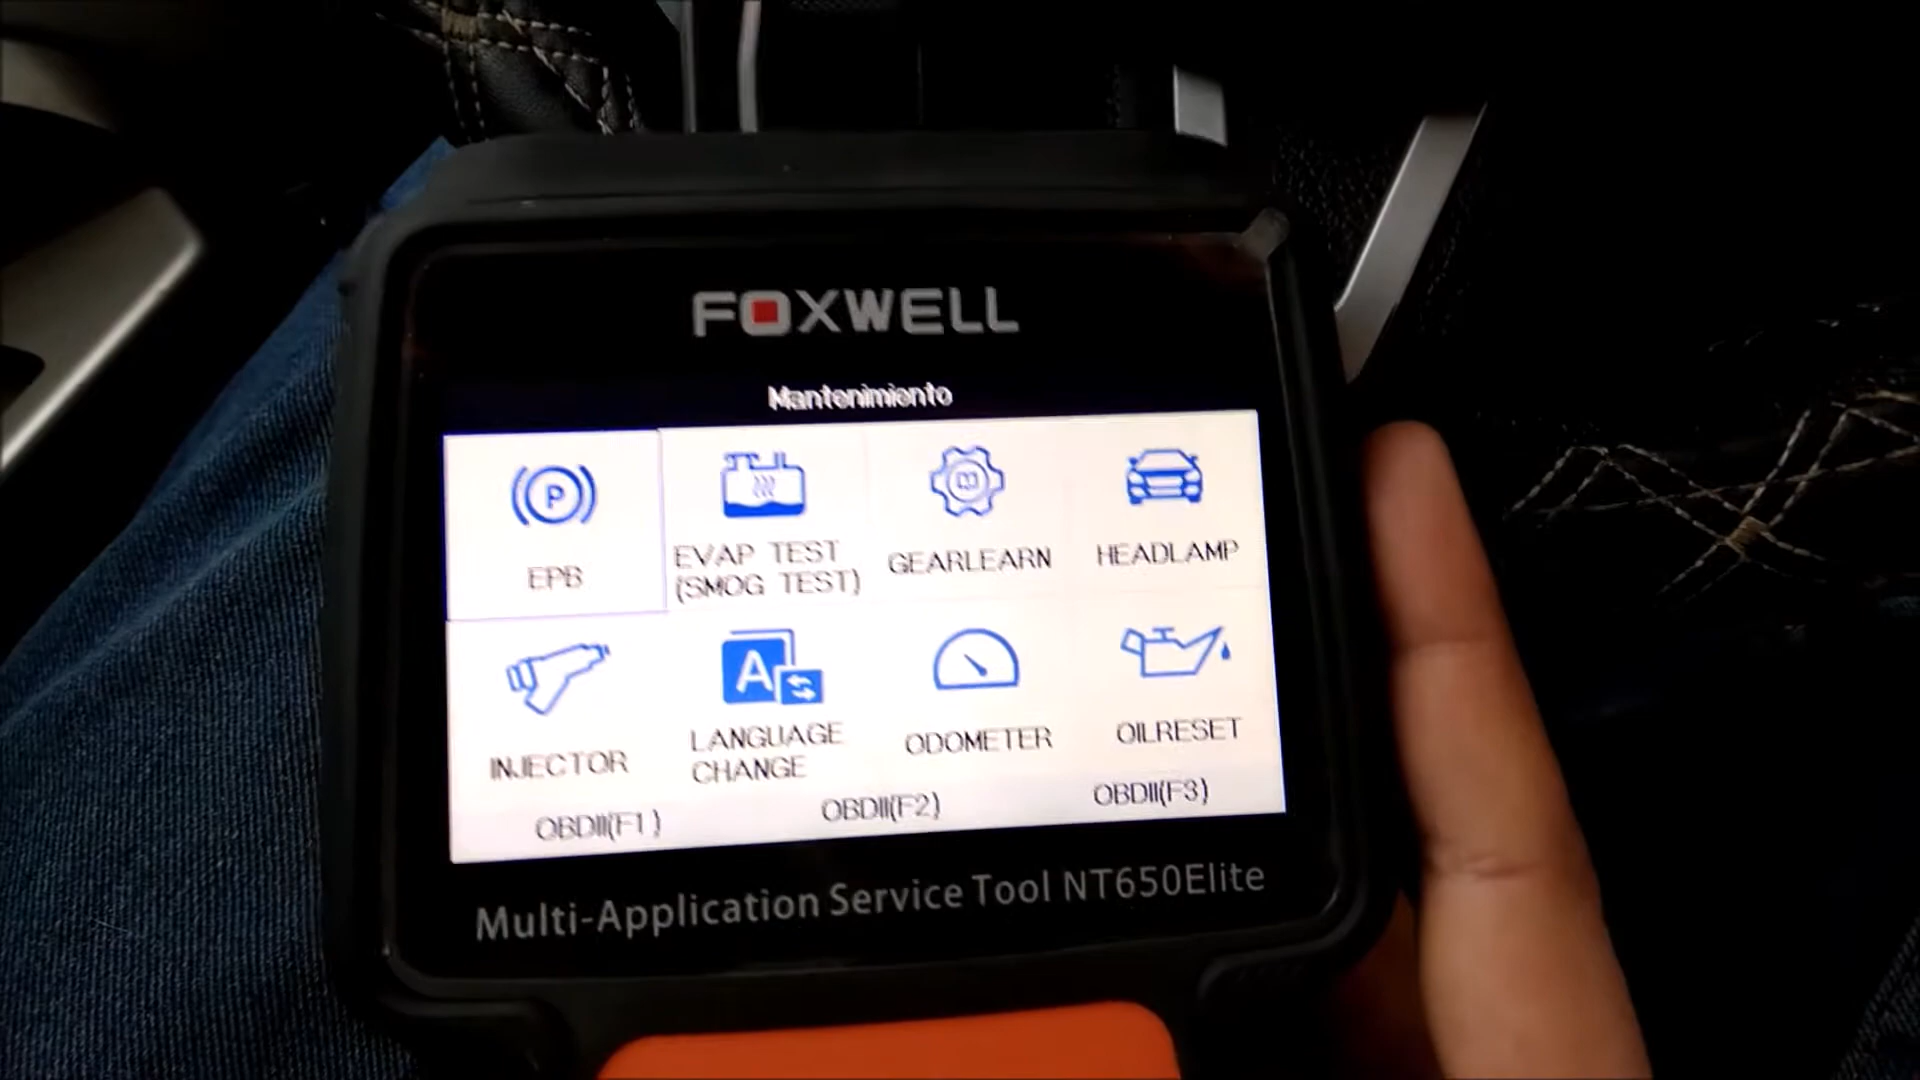 FOXWELL
Mantenimiento
P
EPB
EVAP TEST
(SMOG TEST)
GEARLEARN
HEADLAMP
INJECTOR
A
LANGUAGE
CHANGE
ODOMETER
OILRESET
OBDII(F1)
OBDII(F2)
OBDII(F3)
Multi-Application Service Tool NT650Elite